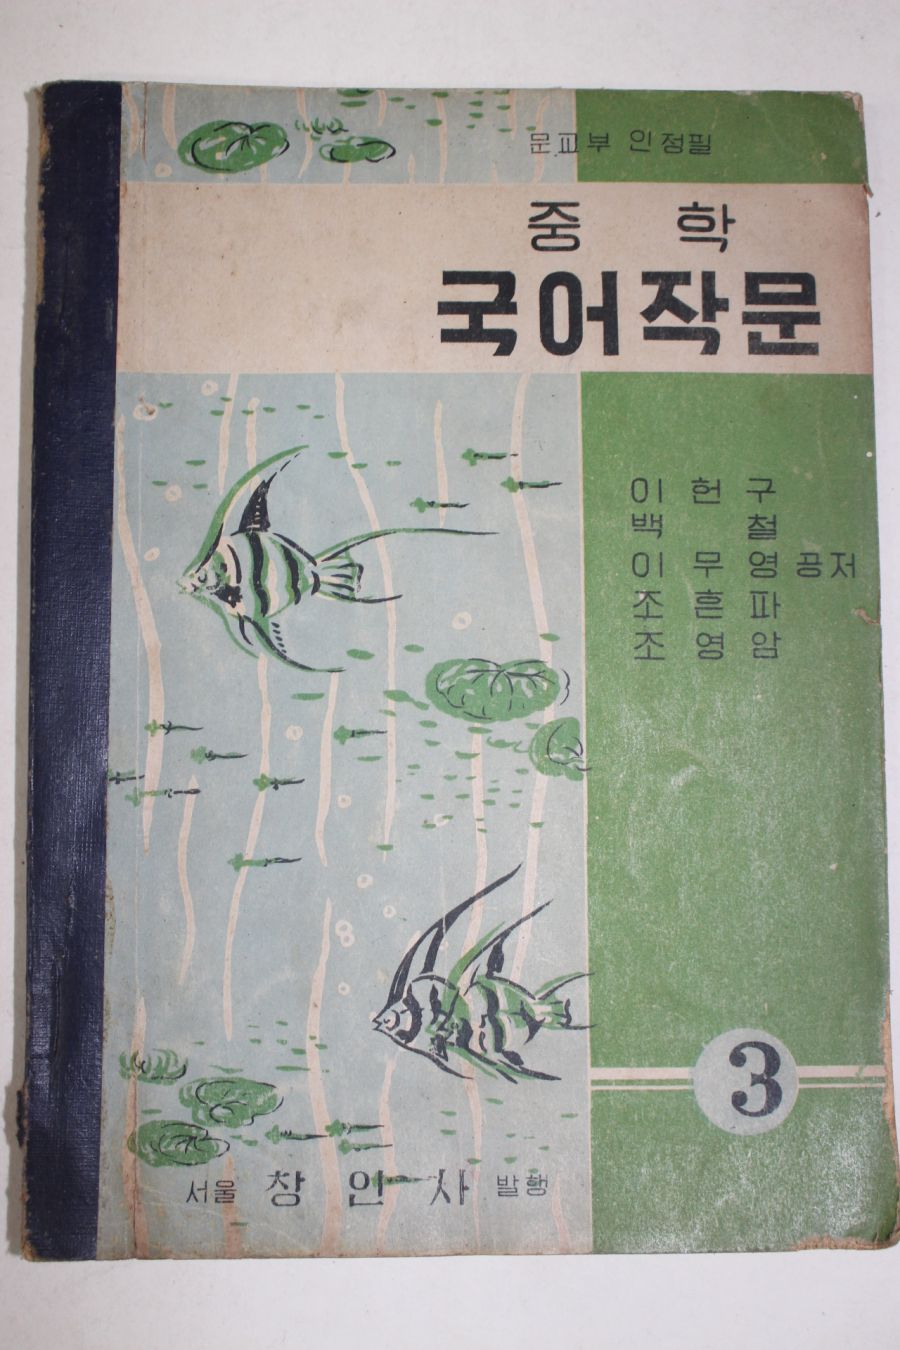 문교부 인정필
중 학
국어작문
이 헌 구
백 철
이 무 영 공저
조 흔 파
조 영 암
3
서울 창 인 사 발행